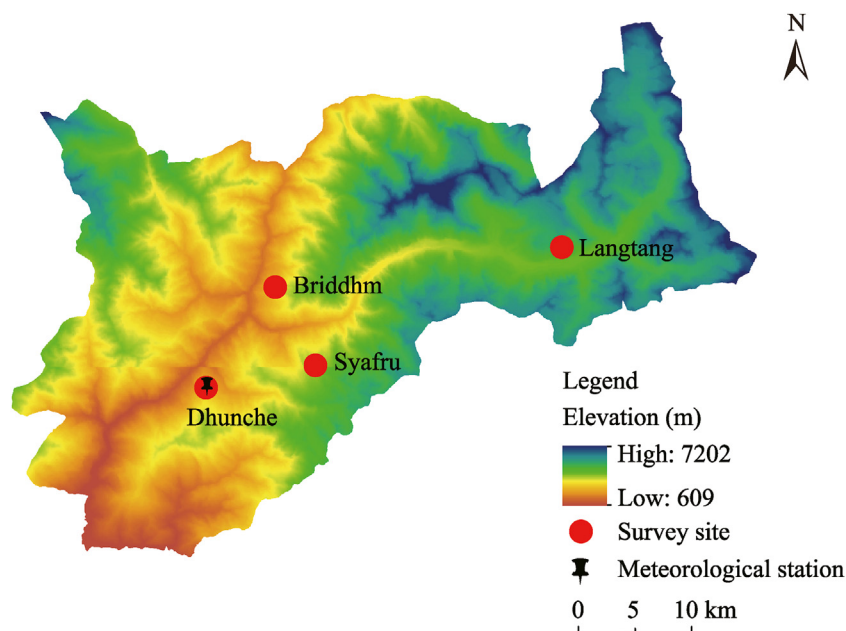 N
Langtang
Briddhm
Syafru
Dhunche
Legend
Elevation (m)
High: 7202
Low: 609
Survey site
Meteorological station
0 5 10 km